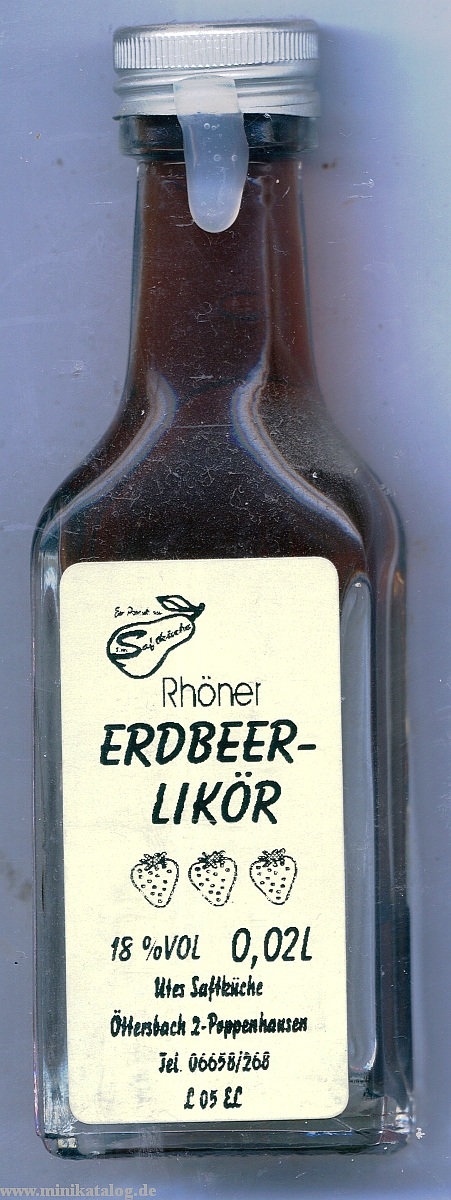 Saftküche
Rhöner
ERDBEER-
LIKÖR
18 %VOL 0,02L
Utes Saftküche
Öttersbach 2-Poppenhausen
Tel. 06658/268
L 05 EL
www.minikatalog.de